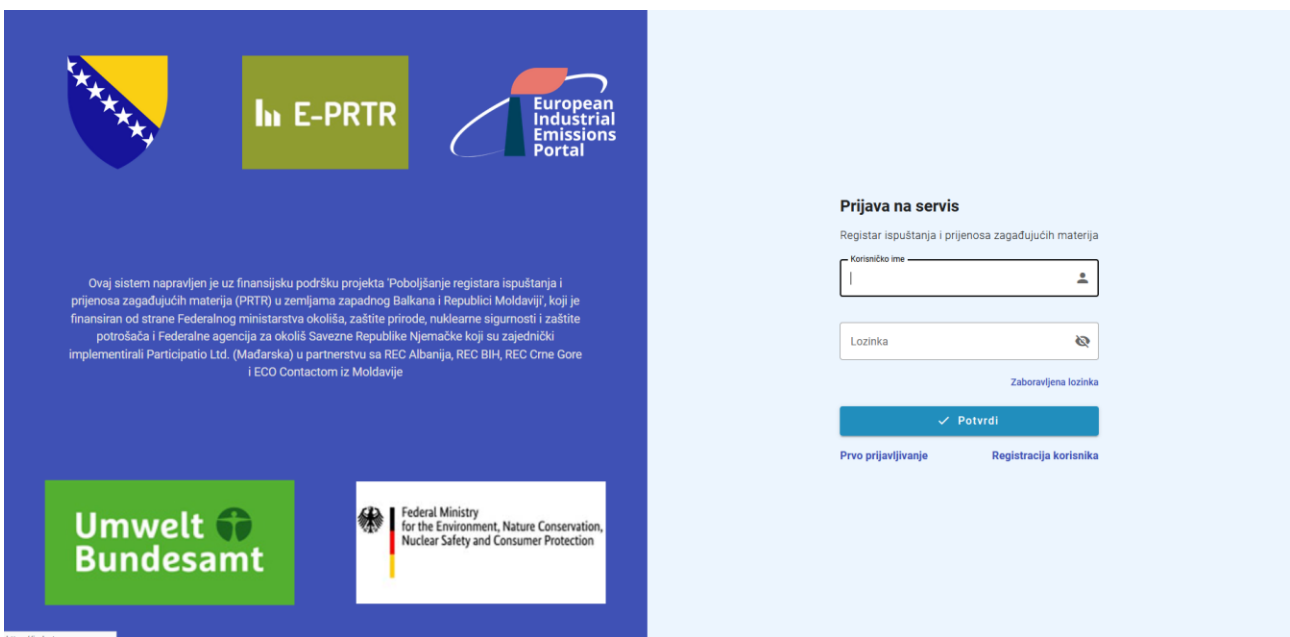 E-PRTR
European
Industrial
Emissions
Portal
Ovaj sistem napravljen je uz finansijsku podršku projekta 'Poboljšanje registara ispuštanja i
prijenosa zagađujućih materija (PRTR) u zemljama zapadnog Balkana i Republici Moldaviji', koji je
finansiran od strane Federalnog ministarstva okoliša, zaštite prirode, nuklearne sigurnosti i zaštite
potrošača i Federalne agencija za okoliš Savezne Republike Njemačke koji su zajednički
implementirali Participatio Ltd. (Mađarska) u partnerstvu sa REC Albanija, REC BIH, REC Crne Gore
i ECO Contactom iz Moldavije
Umwelt
Bundesamt
Federal Ministry
for the Environment, Nature Conservation,
Nuclear Safety and Consumer Protection
Prijava na servis
Registar ispuštanja i prijenosa zagađujućih materija
Korisničko ime
Lozinka
Zaboravljena lozinka
Potvrdi
Prvo prijavljivanje
Registracija korisnika